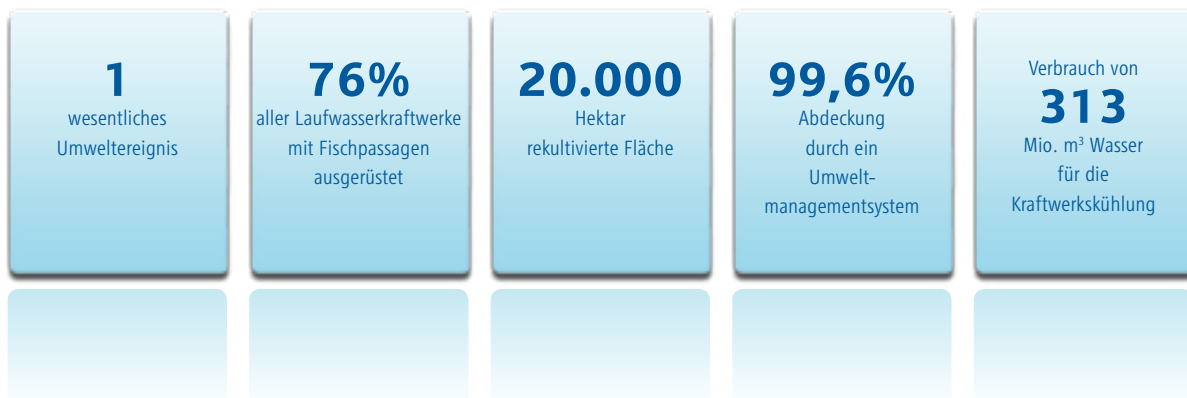 1
wesentliches
Umweltereignis
76%
aller Laufwasserkraftwerke
mit Fischpassagen
ausgerüstet
20.000
Hektar
rekultivierte Fläche
99,6%
Abdeckung
durch ein
Umwelt-
managementsystem
Verbrauch von
313
Mio. m³ Wasser
für die
Kraftwerkskühlung